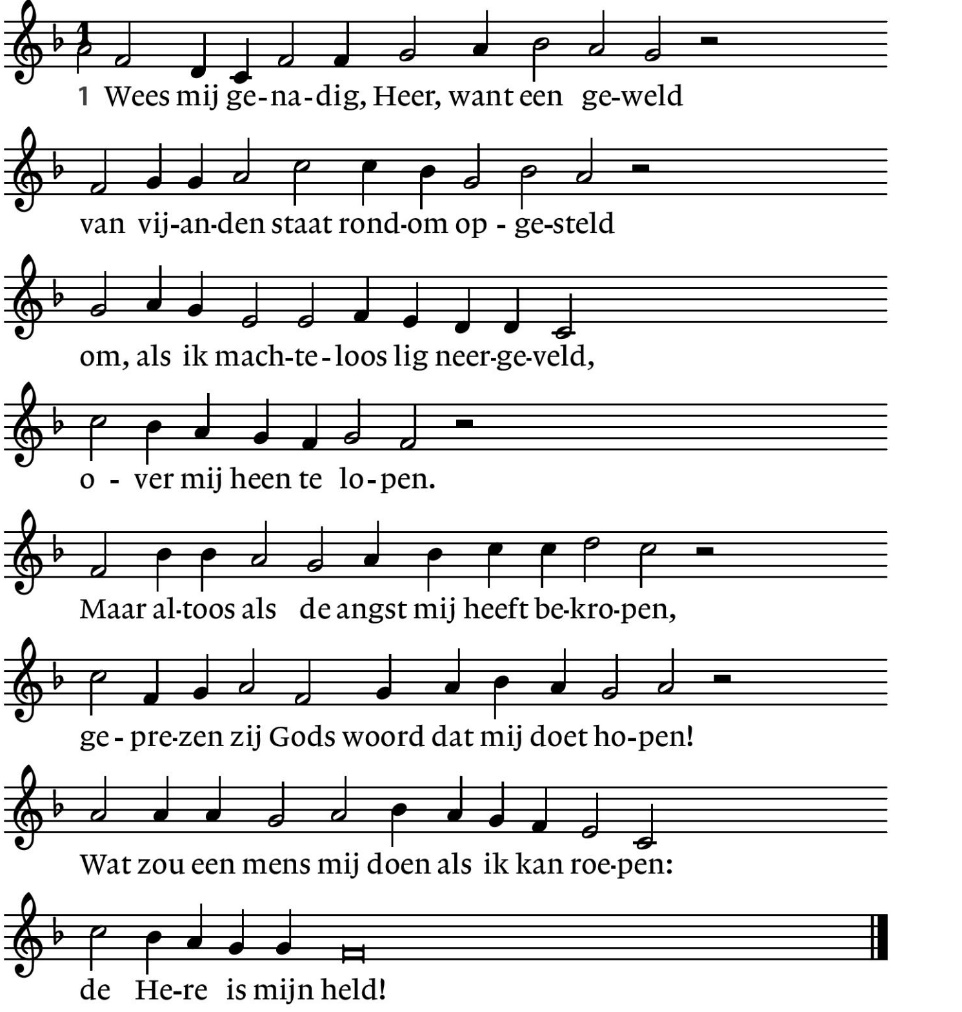 1
1 Wees mij ge-na-dig, Heer, want een ge-weld
van vij-an-den staat rond-om op - ge-steld
om, als ik mach-te-loos lig neer-ge-veld,
o - ver mij heen te lo-pen.
Maar al-toos als de angst mij heeft be-kro-pen,
ge-pre-zen zij Gods woord dat mij doet ho-pen!
Wat zou een mens mij doen als ik kan roe-pen:
de He-re is mijn held!